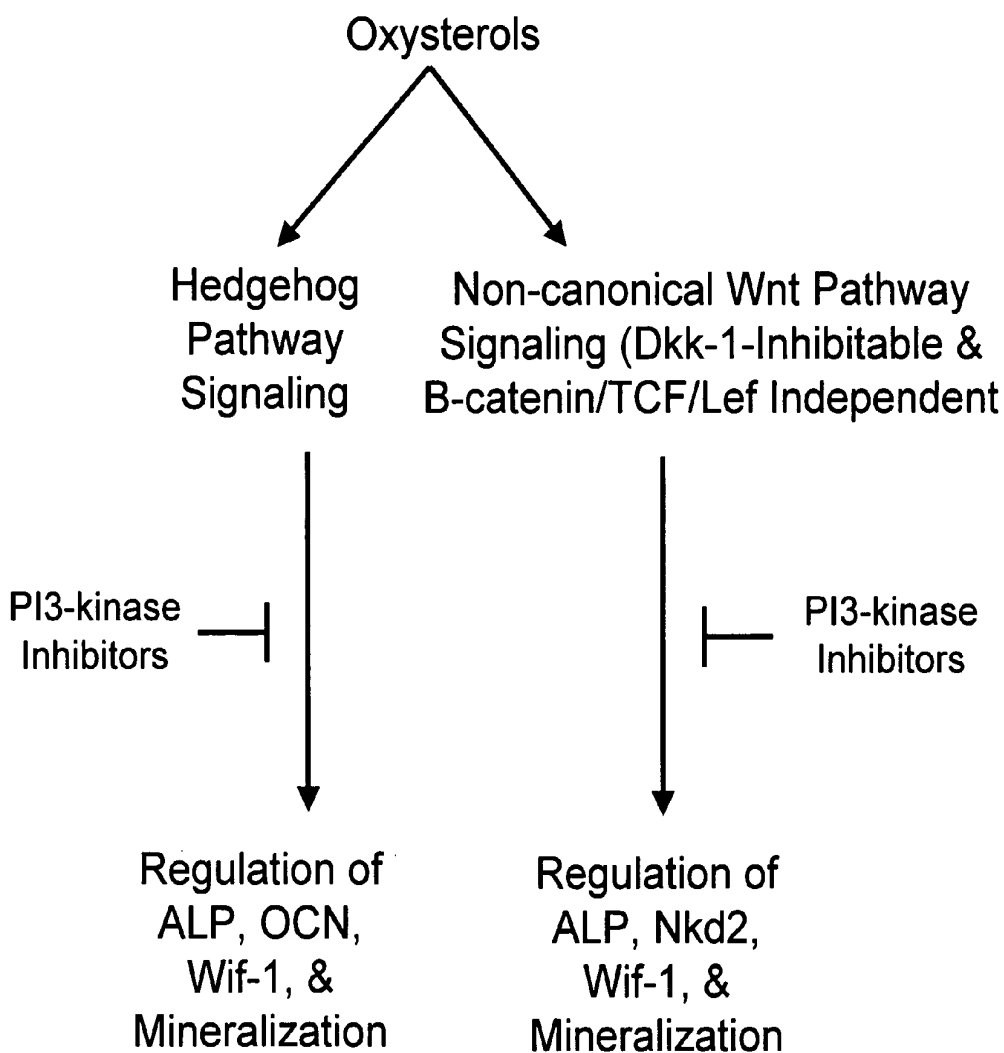 Oxysterols
Hedgehog
Pathway
Signaling
Non-canonical Wnt Pathway
Signaling (Dkk-1-Inhibitable &
B-catenin/TCF/Lef Independent
PI3-kinase
Inhibitors
PI3-kinase
Inhibitors
Regulation of
ALP, OCN,
Wif-1, &
Mineralization
Regulation of
ALP, Nkd2,
Wif-1, &
Mineralization